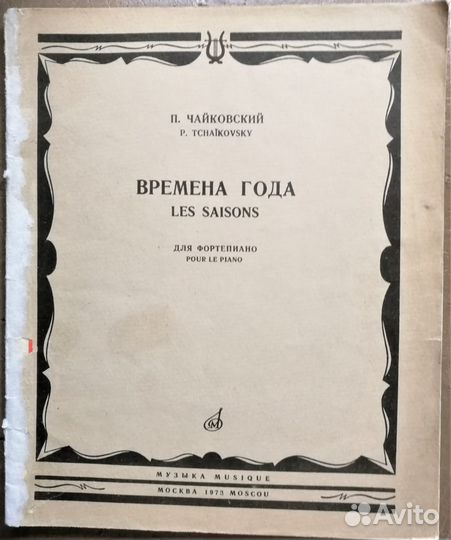 П. ЧАЙКОВСКИЙ
P. TCHAÏKOVSKY
ВРЕМЕНА ГОДА
LES SAISONS
ДЛЯ ФОРТЕПИАНО
POUR LE PIANO
МУЗЫКА MUSIQUE
МОСКВА 1973 MOSCOU
Avito